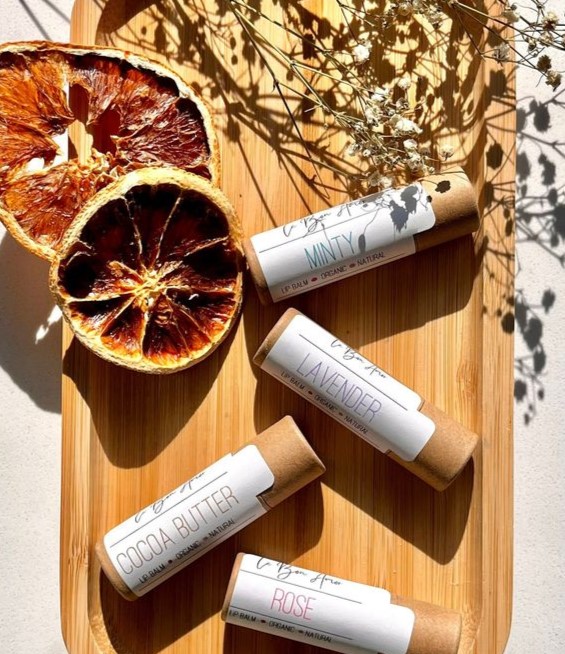 MINTY
LIP BALM ORGANIC NATURAL
LAVENDER
LIP BALM ORGANIC NATURAL
COCOA BUTTER
LIP BALM ORGANIC NATURAL
ROSE
LIP BALM ORGANIC NATURAL